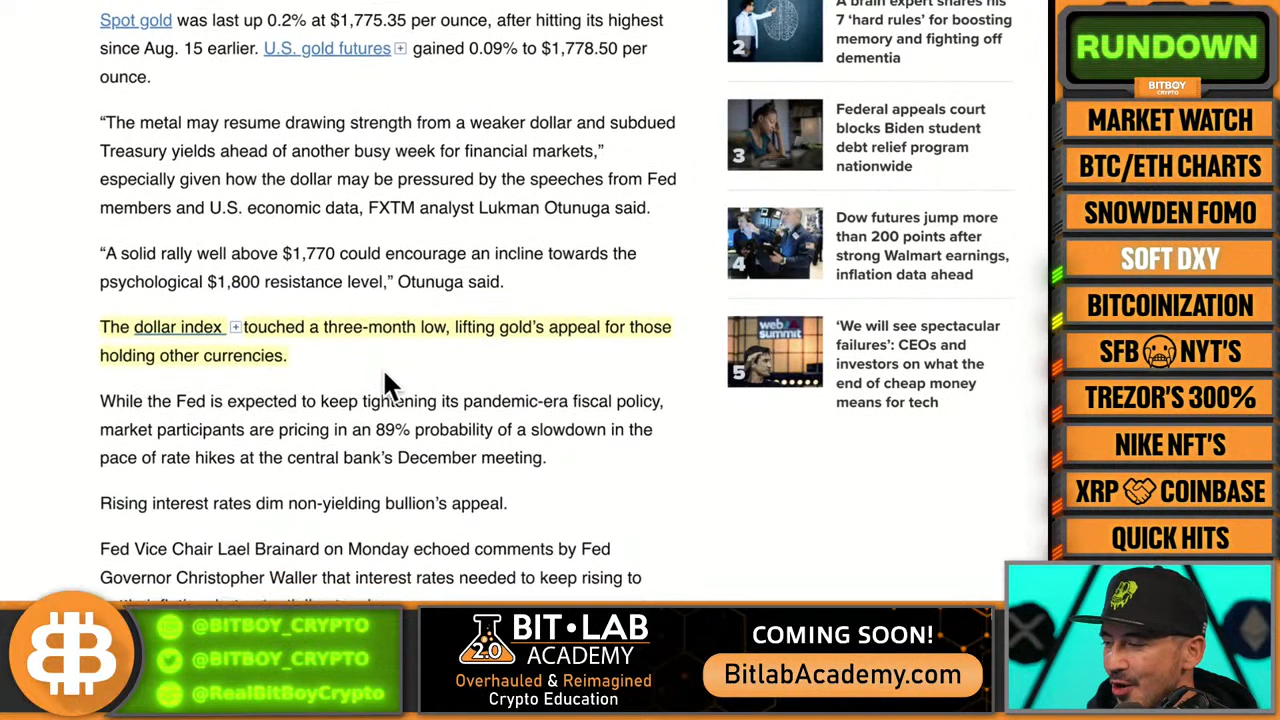 Spot gold was last up 0.2% at $1,775.35 per ounce, after hitting its highest
since Aug. 15 earlier. U.S. gold futures + gained 0.09% to $1,778.50 per
ounce.
“The metal may resume drawing strength from a weaker dollar and subdued
Treasury yields ahead of another busy week for financial markets,”
especially given how the dollar may be pressured by the speeches from Fed
members and U.S. economic data, FXTM analyst Lukman Otunuga said.
“A solid rally well above $1,770 could encourage an incline towards the
psychological $1,800 resistance level,” Otunuga said.
The dollar index + touched a three-month low, lifting gold’s appeal for those
holding other currencies.
While the Fed is expected to keep tightening its pandemic-era fiscal policy,
market participants are pricing in an 89% probability of a slowdown in the
pace of rate hikes at the central bank’s December meeting.
Rising interest rates dim non-yielding bullion’s appeal.
Fed Vice Chair Lael Brainard on Monday echoed comments by Fed
Governor Christopher Waller that interest rates needed to keep rising to
2
A brain expert shares his
7 ‘hard rules’ for boosting
memory and fighting off
dementia
3
Federal appeals court
blocks Biden student
debt relief program
nationwide
4
Dow futures jump more
than 200 points after
strong Walmart earnings,
inflation data ahead
web
summit
5
‘We will see spectacular
failures’: CEOs and
investors on what the
end of cheap money
means for tech
RUNDOWN
BITBOY
CRYPTO
MARKET WATCH
BTC/ETH CHARTS
SNOWDEN FOMO
SOFT DXY
BITCOINIZATION
SFB NYT'S
TREZOR'S 300%
NIKE NFT'S
XRP COINBASE
QUICK HITS
@BITBOY_CRYPTO
@BITBOY_CRYPTO
@RealBitBoyCrypto
BIT•LAB
2.0 ACADEMY
Overhauled & Reimagined
Crypto Education
COMING SOON!
BitlabAcademy.com